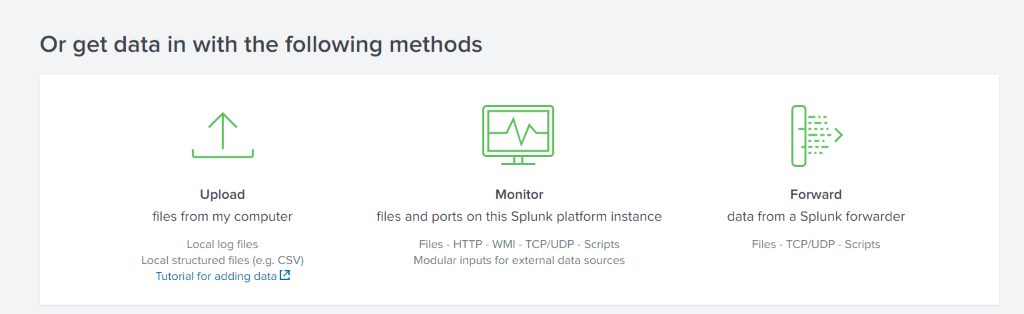 Or get data in with the following methods
Upload
files from my computer
Local log files
Local structured files (e.g. CSV)
Tutorial for adding data
Monitor
files and ports on this Splunk platform instance
Files - HTTP - WMI - TCP/UDP - Scripts
Modular inputs for external data sources
Forward
data from a Splunk forwarder
Files - TCP/UDP - Scripts